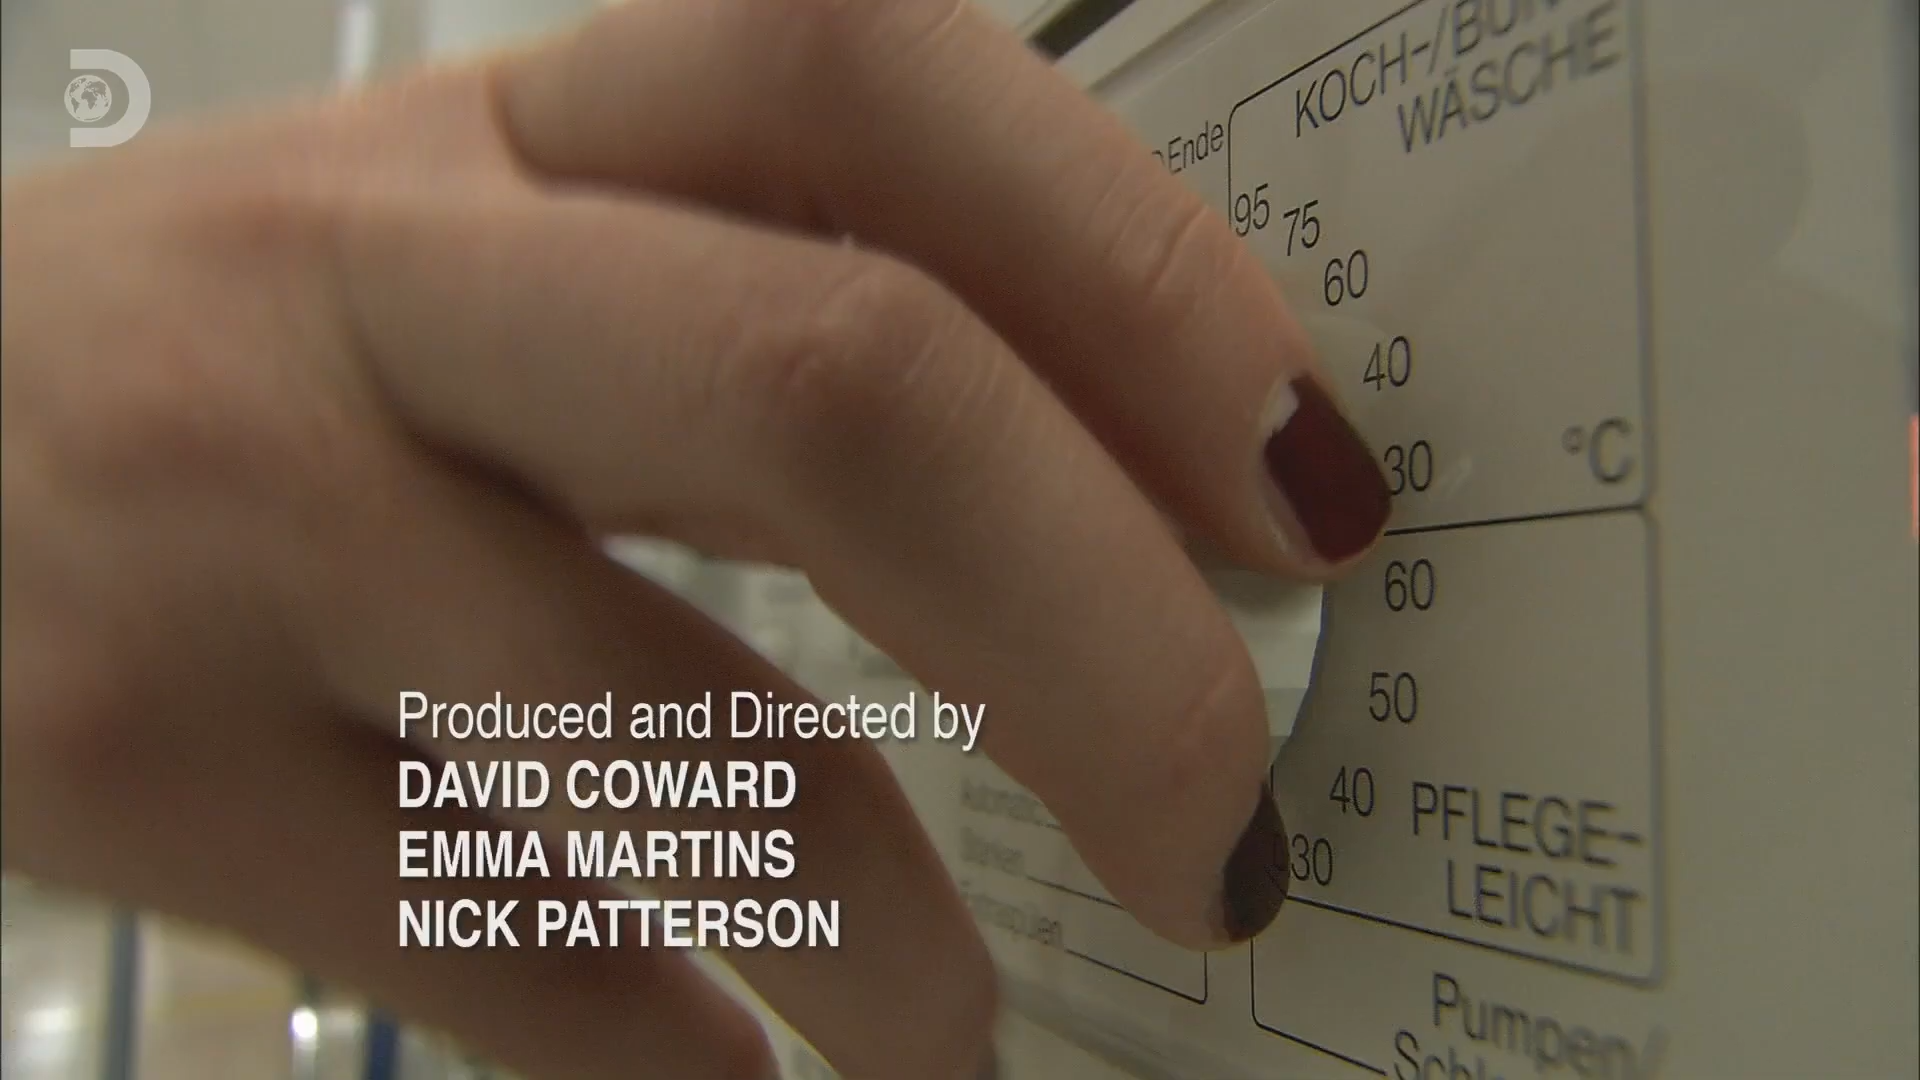 Ende
KOCH-/BUN
WÄSCHE
95
75
60
40
30
°C
60
50
40
30
PFLEGE-
LEICHT
Pumpen/
Produced and Directed by
DAVID COWARD
EMMA MARTINS
NICK PATTERSON